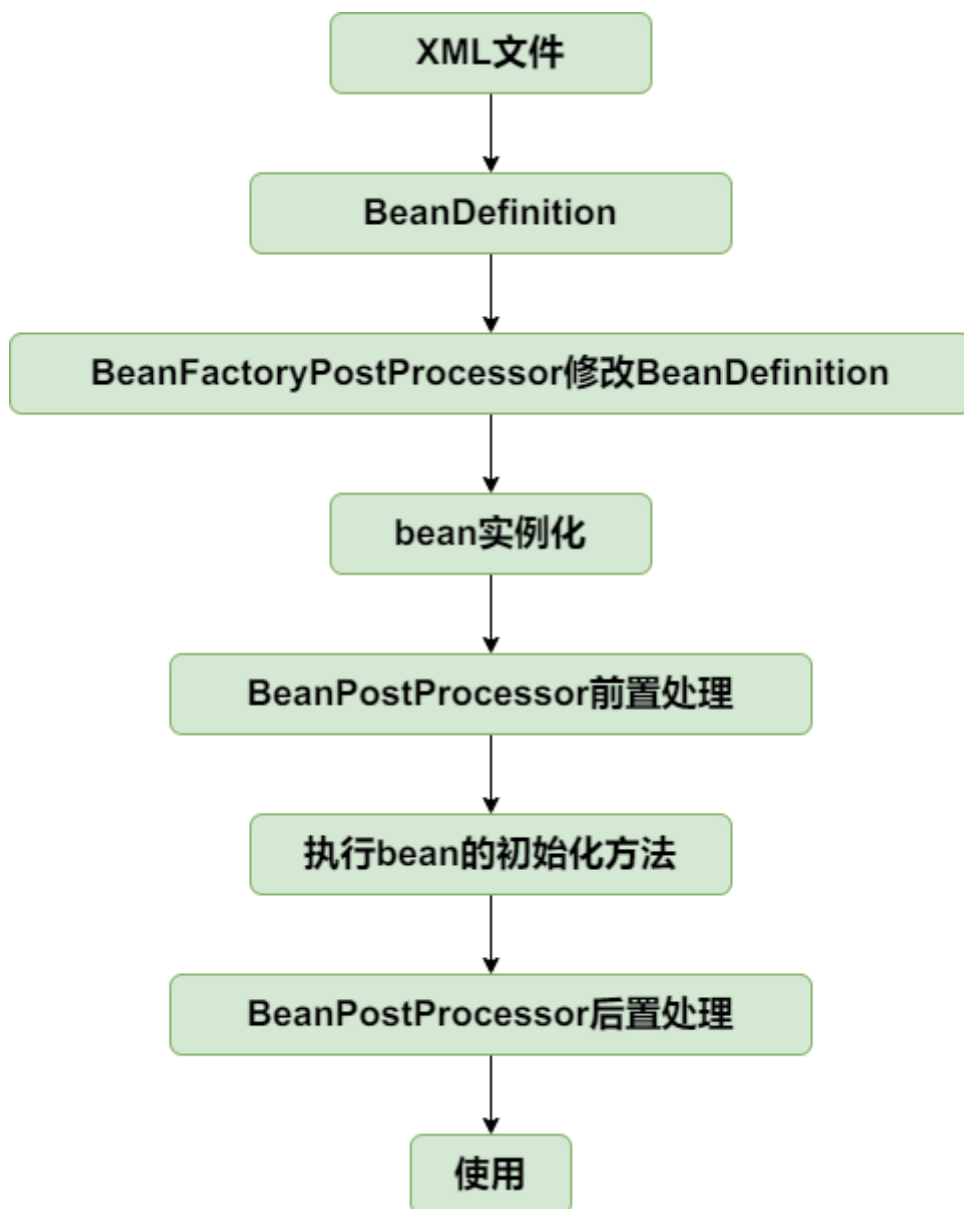 XML文件
BeanDefinition
BeanFactoryPostProcessor修改BeanDefinition
bean实例化
BeanPostProcessor前置处理
执行bean的初始化方法
BeanPostProcessor后置处理
使用